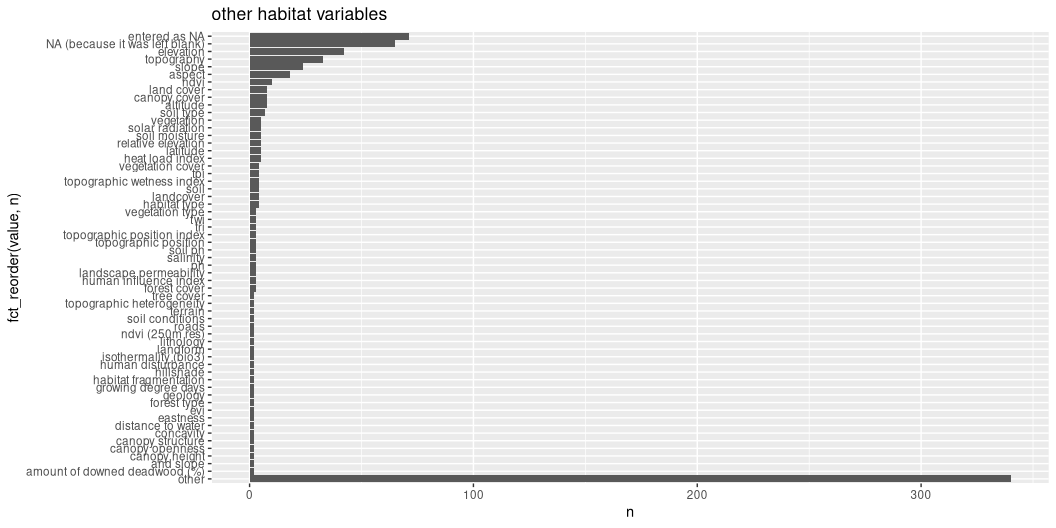 other habitat variables
entered as NA
NA (because it was left blank)
elevation
topography
slope
aspect
ndvi
land cover
canopy cover
altitude
soil type
vegetation
solar radiation
soil moisture
relative elevation
latitude
heat load index
vegetation cover
tpi
topographic wetness index
soil
landcover
habitat type
vegetation type
twi
tri
topographic position index
topographic position
soil ph
salinity
ph
landscape permeability
human influence index
forest cover
tree cover
topographic heterogeneity
terrain
soil conditions
roads
ndvi (250m res)
lithology
landform
isothermality (bio3)
human disturbance
hillshade
habitat fragmentation
growing degree days
geology
forest type
evi
eastness
distance to water
concavity
canopy structure
canopy openness
canopy height
and slope
amount of downed deadwood (%)
other
fct_reorder(value, n)
0 100 200 300
n